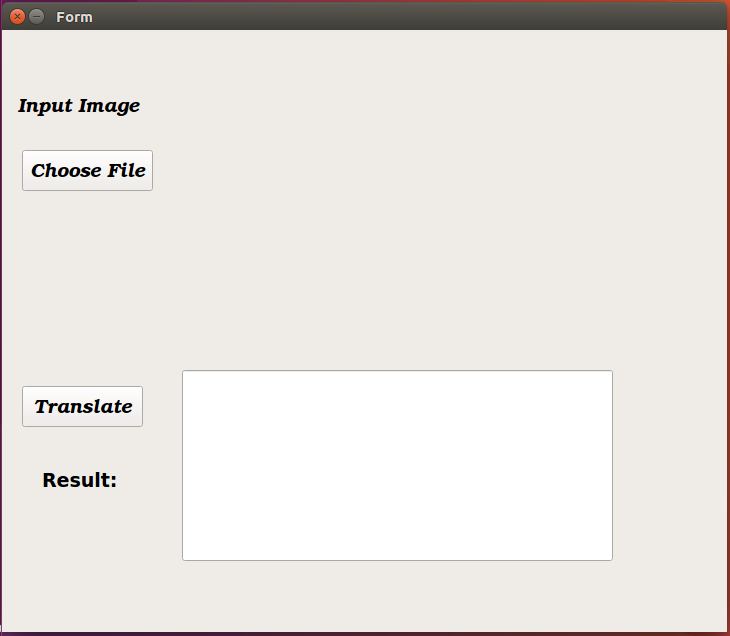 Form
Input Image
Choose File
Translate
Result: